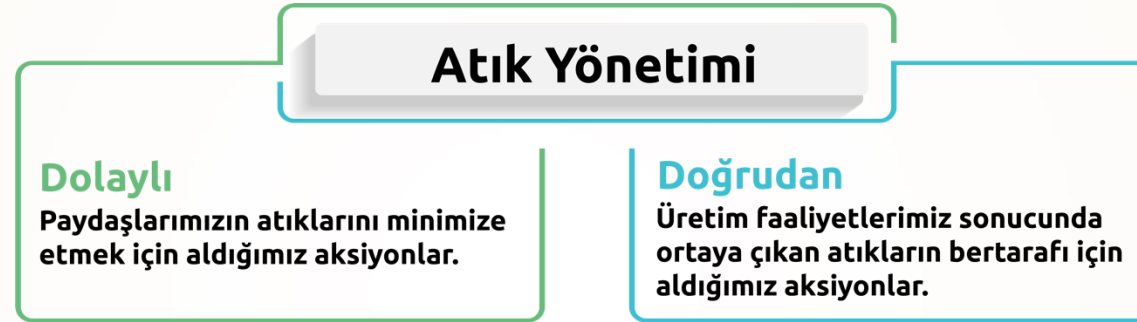 Atık Yönetimi
Dolaylı
Paydaşlarımızın atıklarını minimize
etmek için aldığımız aksiyonlar.
Doğrudan
Üretim faaliyetlerimiz sonucunda
ortaya çıkan atıkların bertarafı için
aldığımız aksiyonlar.